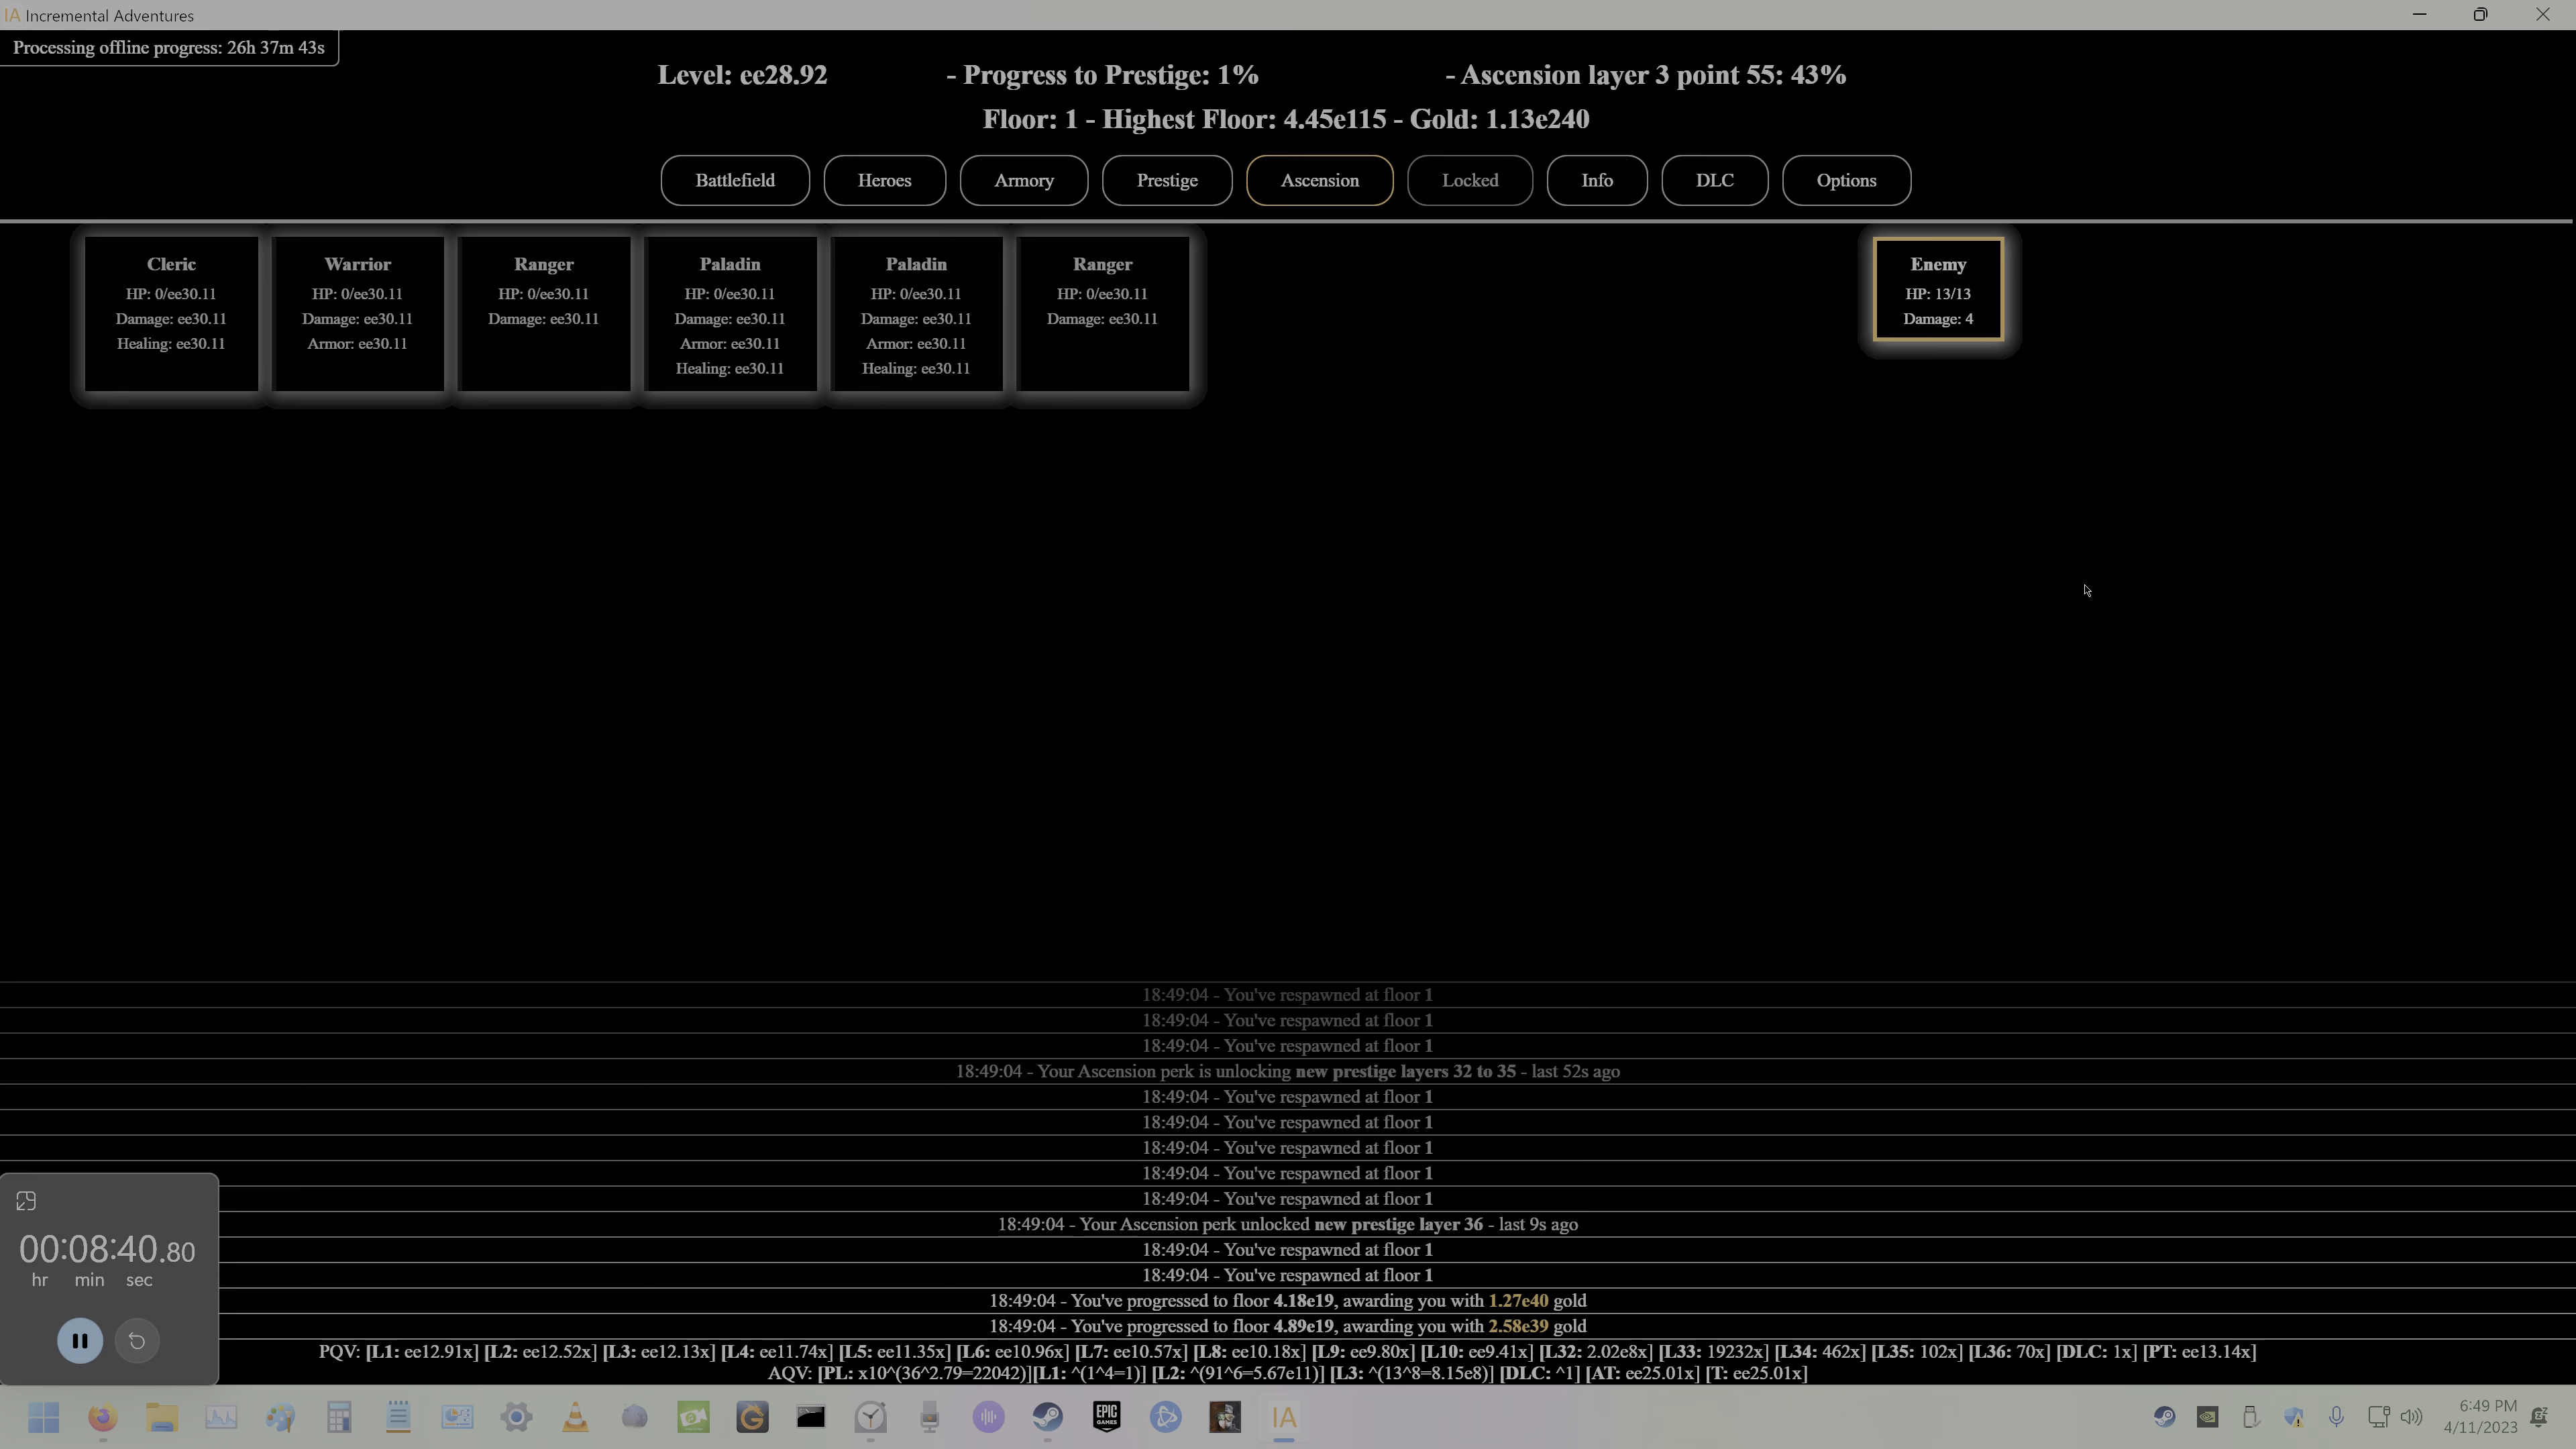 IA Incremental Adventures
Processing offline progress: 26h 37m 43s
Level: ee28.92 - Progress to Prestige: 1% - Ascension layer 3 point 55: 43%
Floor: 1 - Highest Floor: 4.45e115 - Gold: 1.13e240
Battlefield Heroes Armory Prestige Ascension Locked Info DLC Options
Cleric Warrior Ranger Paladin Paladin Ranger Enemy
HP: 0/ee30.11 HP: 0/ee30.11 HP: 0/ee30.11 HP: 0/ee30.11 HP: 0/ee30.11 HP: 0/ee30.11 HP: 13/13
Damage: ee30.11 Damage: ee30.11 Damage: ee30.11 Damage: ee30.11 Damage: ee30.11 Damage: ee30.11 Damage: 4
Healing: ee30.11 Armor: ee30.11 Armor: ee30.11 Armor: ee30.11
Healing: ee30.11 Healing: ee30.11
18:49:04 - You've respawned at floor 1
18:49:04 - You've respawned at floor 1
18:49:04 - You've respawned at floor 1
18:49:04 - Your Ascension perk is unlocking new prestige layers 32 to 35 - last 52s ago
18:49:04 - You've respawned at floor 1
18:49:04 - You've respawned at floor 1
18:49:04 - You've respawned at floor 1
18:49:04 - You've respawned at floor 1
18:49:04 - You've respawned at floor 1
18:49:04 - Your Ascension perk unlocked new prestige layer 36 - last 9s ago
18:49:04 - You've respawned at floor 1
18:49:04 - You've respawned at floor 1
18:49:04 - You've progressed to floor 4.18e19, awarding you with 1.27e40 gold
18:49:04 - You've progressed to floor 4.89e19, awarding you with 2.58e39 gold
PQV: [L1: ee12.91x] [L2: ee12.52x] [L3: ee12.13x] [L4: ee11.74x] [L5: ee11.35x] [L6: ee10.96x] [L7: ee10.57x] [L8: ee10.18x] [L9: ee9.80x] [L10: ee9.41x] [L32: 2.02e8x] [L33: 19232x] [L34: 462x] [L35: 102x] [L36: 70x] [DLC: 1x] [PT: ee13.14x]
AQV: [PL: x10^(36^2.79=22042)][L1: ^(1^4=1)] [L2: ^(91^6=5.67e11)] [L3: ^(13^8=8.15e8)] [DLC: ^1] [AT: ee25.01x] [T: ee25.01x]
00:08:40.80
hr min sec
EPIC GAMES
IA
6:49 PM
4/11/2023